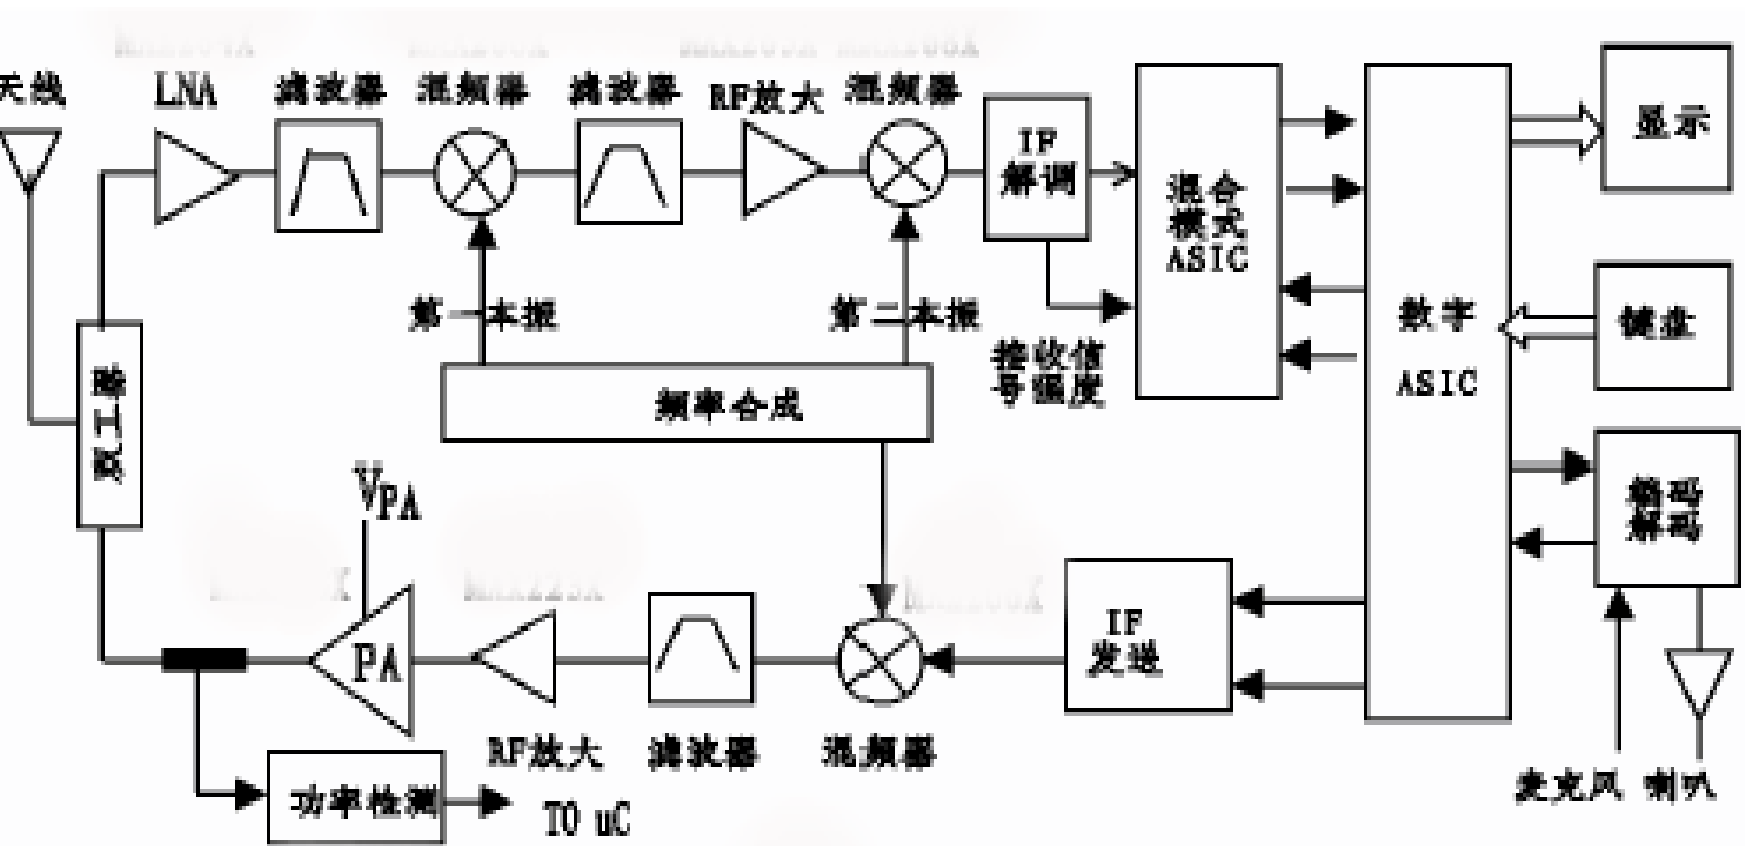 天线
LNA
滤波器
混频器
滤波器
RF放大
混频器
IF
解调
混合
模式
ASIC
显示
第一本振
第二本振
接收信
号强度
数字
ASIC
键盘
频率合成
双工器
VPA
解码
PA
IF
发送
RF放大
滤波器
混频器
功率检测
TO uC
麦克风
喇叭